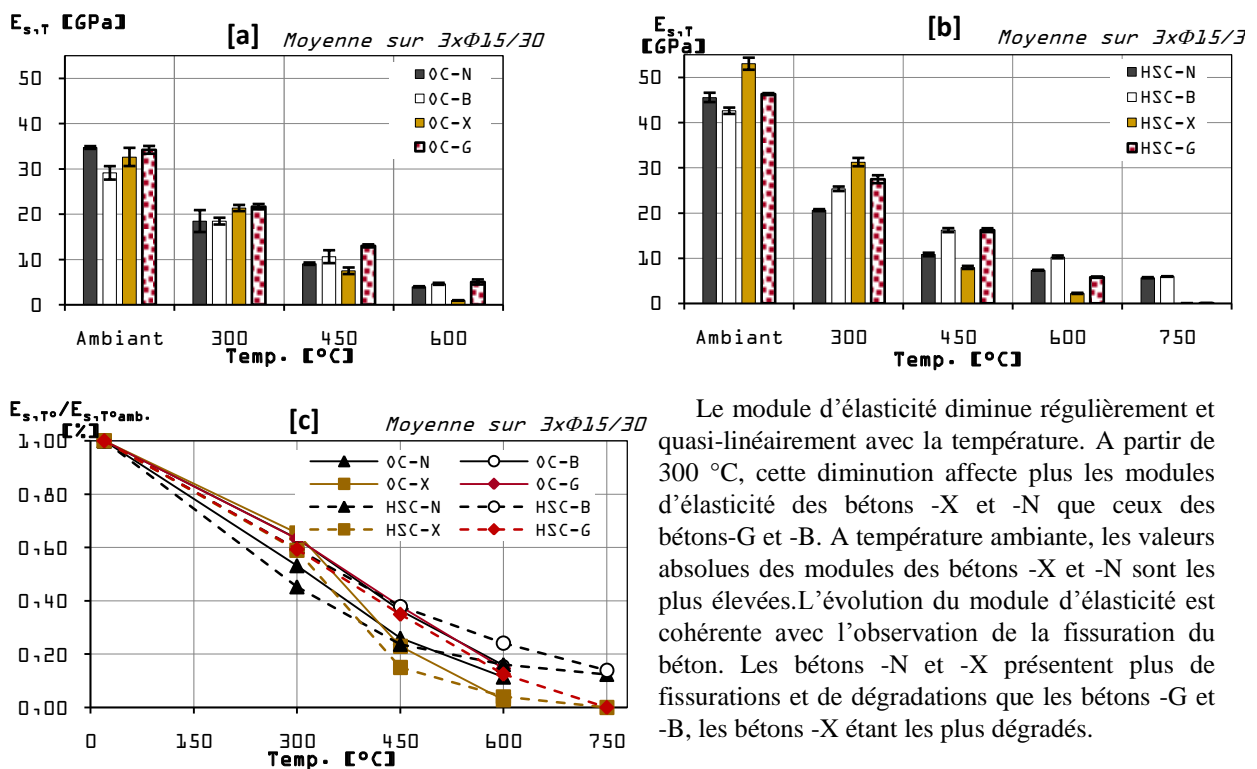 E_s,T [GPa]
[a]
Moyenne sur 3xΦ15/30
50
40
30
20
10
0
OC-N
OC-B
OC-X
OC-G
Ambiant 300 450 600
Temp. [°C]
E_s,T
[GPa]
[b]
Moyenne sur 3xΦ15/3
50
40
30
20
10
0
HSC-N
HSC-B
HSC-X
HSC-G
Ambiant 300 450 600 750
Temp. [°C]
E_s,T°/E_s,T°amb.
[%]
[c]
Moyenne sur 3xΦ15/30
1,00
0,80
0,60
0,40
0,20
0,00
OC-N OC-B
OC-X OC-G
HSC-N HSC-B
HSC-X HSC-G
0 150 300 450 600 750
Temp. [°C]
Le module d’élasticité diminue régulièrement et
quasi-linéairement avec la température. A partir de
300 °C, cette diminution affecte plus les modules
d’élasticité des bétons -X et -N que ceux des
bétons-G et -B. A température ambiante, les valeurs
absolues des modules des bétons -X et -N sont les
plus élevées.L’évolution du module d’élasticité est
cohérente avec l’observation de la fissuration du
béton. Les bétons -N et -X présentent plus de
fissurations et de dégradations que les bétons -G et
-B, les bétons -X étant les plus dégradés.